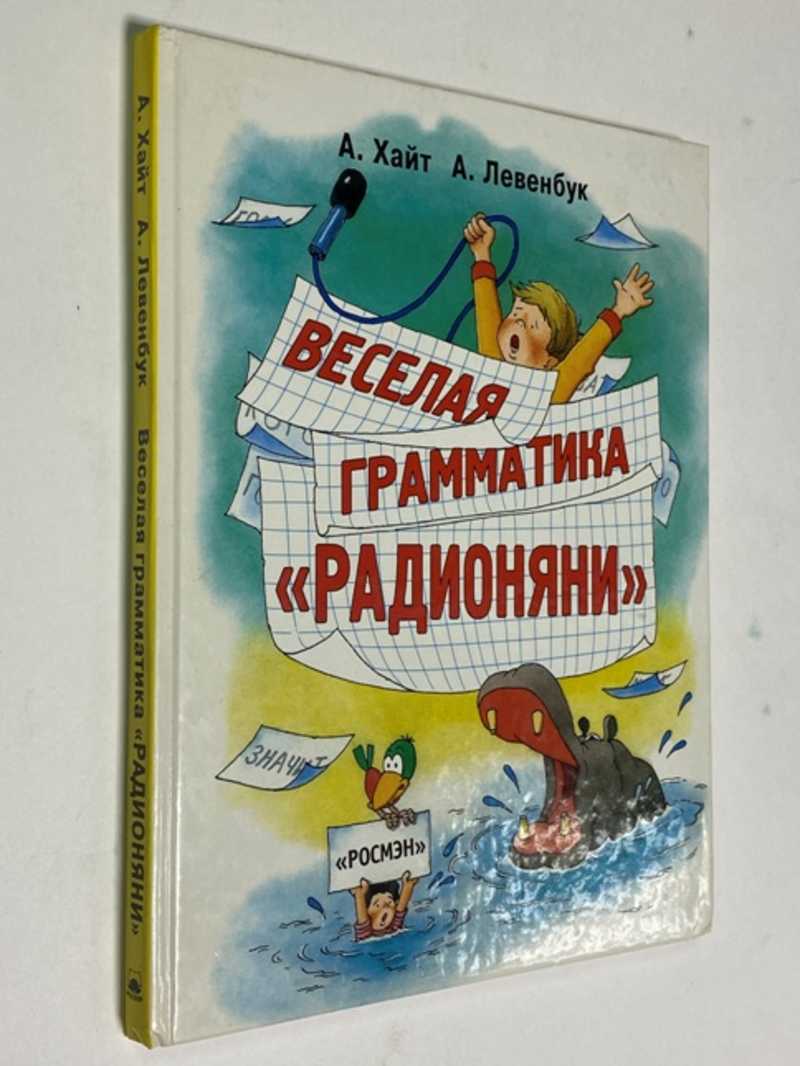 А. Хайт А. Левенбук
ВЕСЕЛАЯ
ГРАММАТИКА
«РАДИОНЯНИ»
ЗНАЧИТ
«РОСМЭН»
А. Хайт А. Левенбук Веселая грамматика «РАДИОНЯНИ»